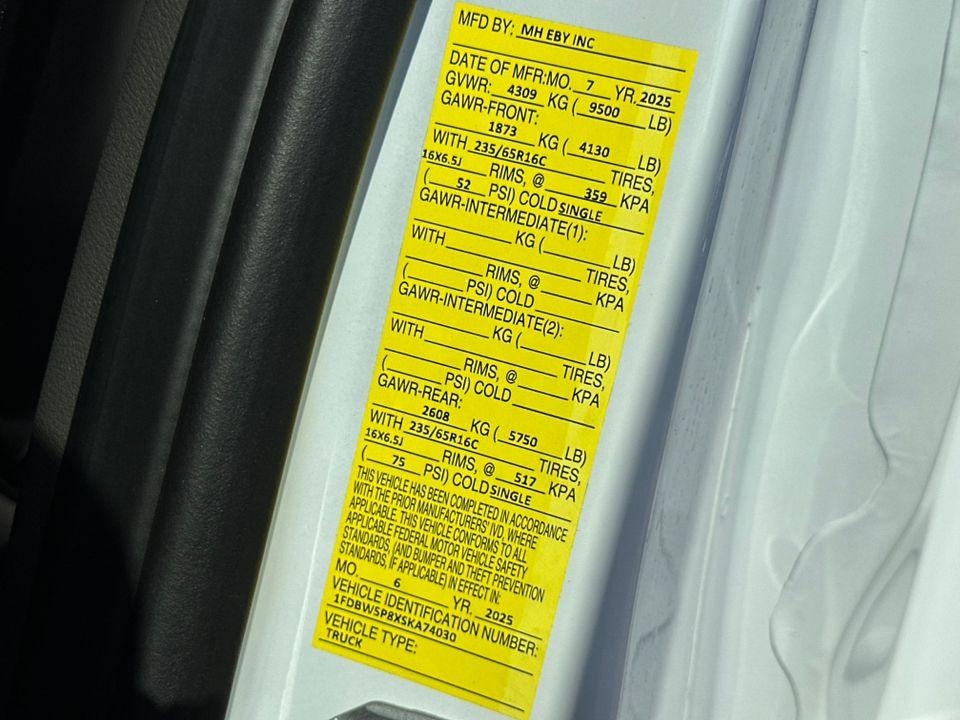 MFD BY: MH EBY INC
DATE OF MFR: MO. 7 YR. 2025
GVWR: 4309 KG ( 9500 LB)
GAWR-FRONT:
1873 KG ( 4130 LB)
WITH 235/65R16C TIRES,
16X6.5J RIMS, @ 359 KPA
( 52 PSI) COLD SINGLE
GAWR-INTERMEDIATE(1):
KG ( LB)
WITH TIRES,
RIMS, @ KPA
( PSI) COLD
GAWR-INTERMEDIATE(2):
KG ( LB)
WITH TIRES,
RIMS, @ KPA
( PSI) COLD
GAWR-REAR:
2608 KG ( 5750 LB)
WITH 235/65R16C TIRES,
16X6.5J RIMS, @ 517 KPA
( 75 PSI) COLD SINGLE
THIS VEHICLE HAS BEEN COMPLETED IN ACCORDANCE
WITH THE PRIOR MANUFACTURERS' IVD, WHERE
APPLICABLE. THIS VEHICLE CONFORMS TO ALL
APPLICABLE FEDERAL MOTOR VEHICLE SAFETY
STANDARDS, (AND BUMPER AND THEFT PREVENTION
STANDARDS, IF APPLICABLE) IN EFFECT IN:
MO. 6 YR. 2025
VEHICLE IDENTIFICATION NUMBER:
1FDBW5P8XSKA74030
VEHICLE TYPE:
TRUCK